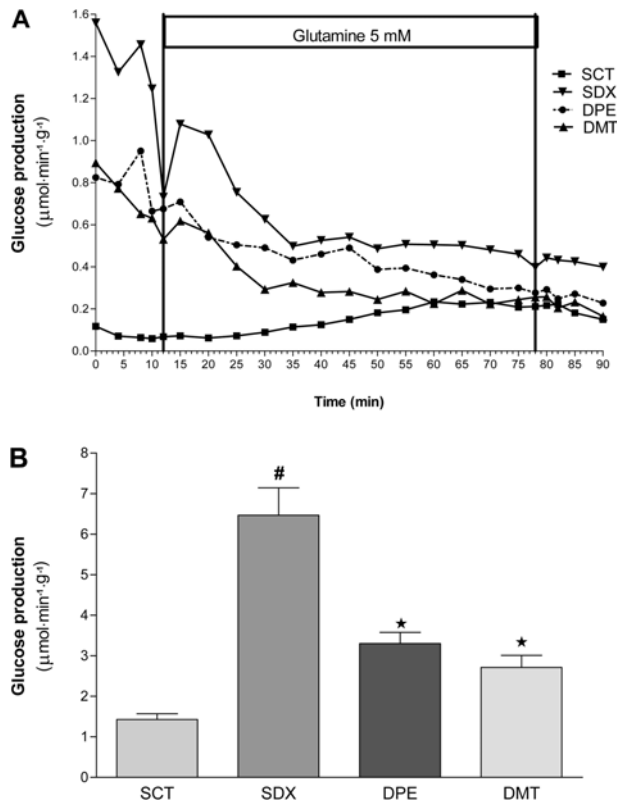 A
Glucose production
(μmol·min⁻¹·g⁻¹)
1.6
1.4
1.2
1.0
0.8
0.6
0.4
0.2
0.0
Glutamine 5 mM
SCT
SDX
DPE
DMT
0 5 10 15 20 25 30 35 40 45 50 55 60 65 70 75 80 85 90
Time (min)
B
Glucose production
(μmol·min⁻¹·g⁻¹)
8
7
6
5
4
3
2
1
0
#
★
★
SCT SDX DPE DMT